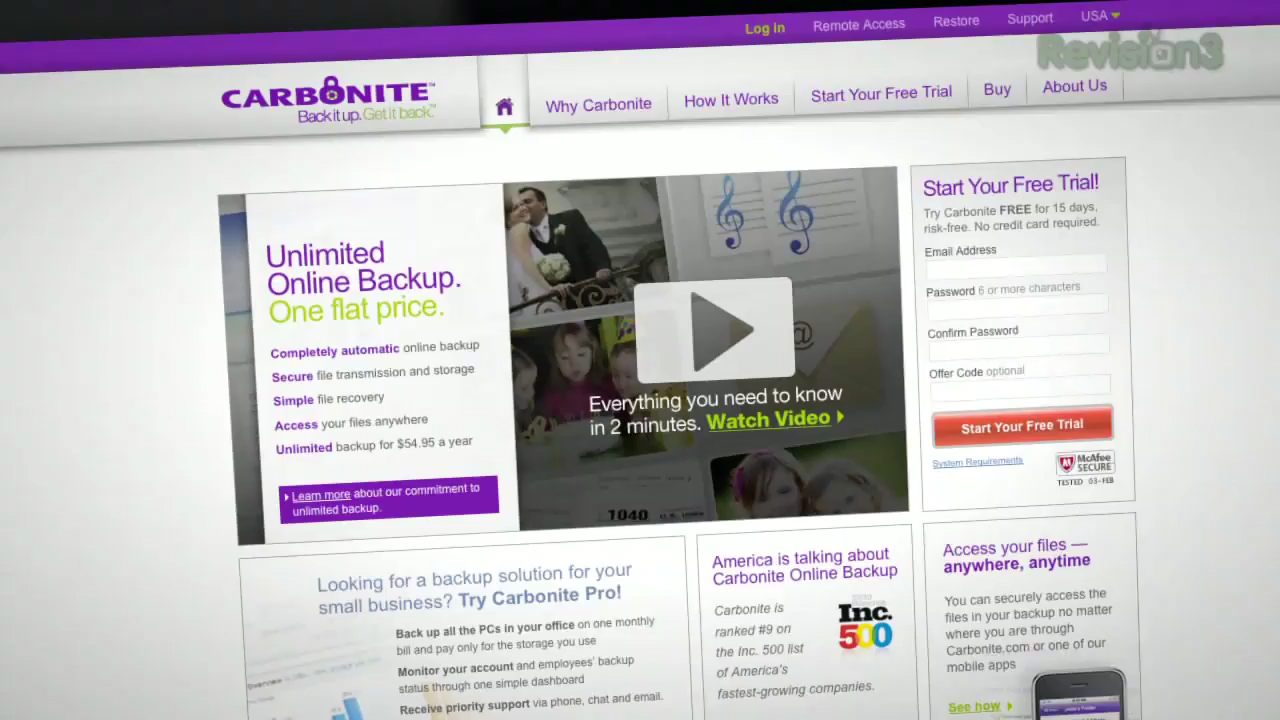 Log in Remote Access Restore Support USA
Revision3
CARBONITE™
Back it up. Get it back.™
Why Carbonite How It Works Start Your Free Trial Buy About Us
Unlimited
Online Backup.
One flat price.
Completely automatic online backup
Secure file transmission and storage
Simple file recovery
Access your files anywhere
Unlimited backup for $54.95 a year
Learn more about our commitment to
unlimited backup.
@
Everything you need to know
in 2 minutes. Watch Video
1040
Start Your Free Trial!
Try Carbonite FREE for 15 days,
risk-free. No credit card required.
Email Address
Password 6 or more characters
Confirm Password
Offer Code optional
Start Your Free Trial
System Requirements
McAfee
SECURE
TESTED 03-FEB
Looking for a backup solution for your
small business? Try Carbonite Pro!
Back up all the PCs in your office on one monthly
bill and pay only for the storage you use
Monitor your account and employees' backup
status through one simple dashboard
Receive priority support via phone, chat and email.
America is talking about
Carbonite Online Backup
Carbonite is
ranked #9 on
the Inc. 500 list
of America's
fastest-growing companies.
Inc.
500
Access your files —
anywhere, anytime
You can securely access the
files in your backup no matter
where you are through
Carbonite.com or one of our
mobile apps
See how